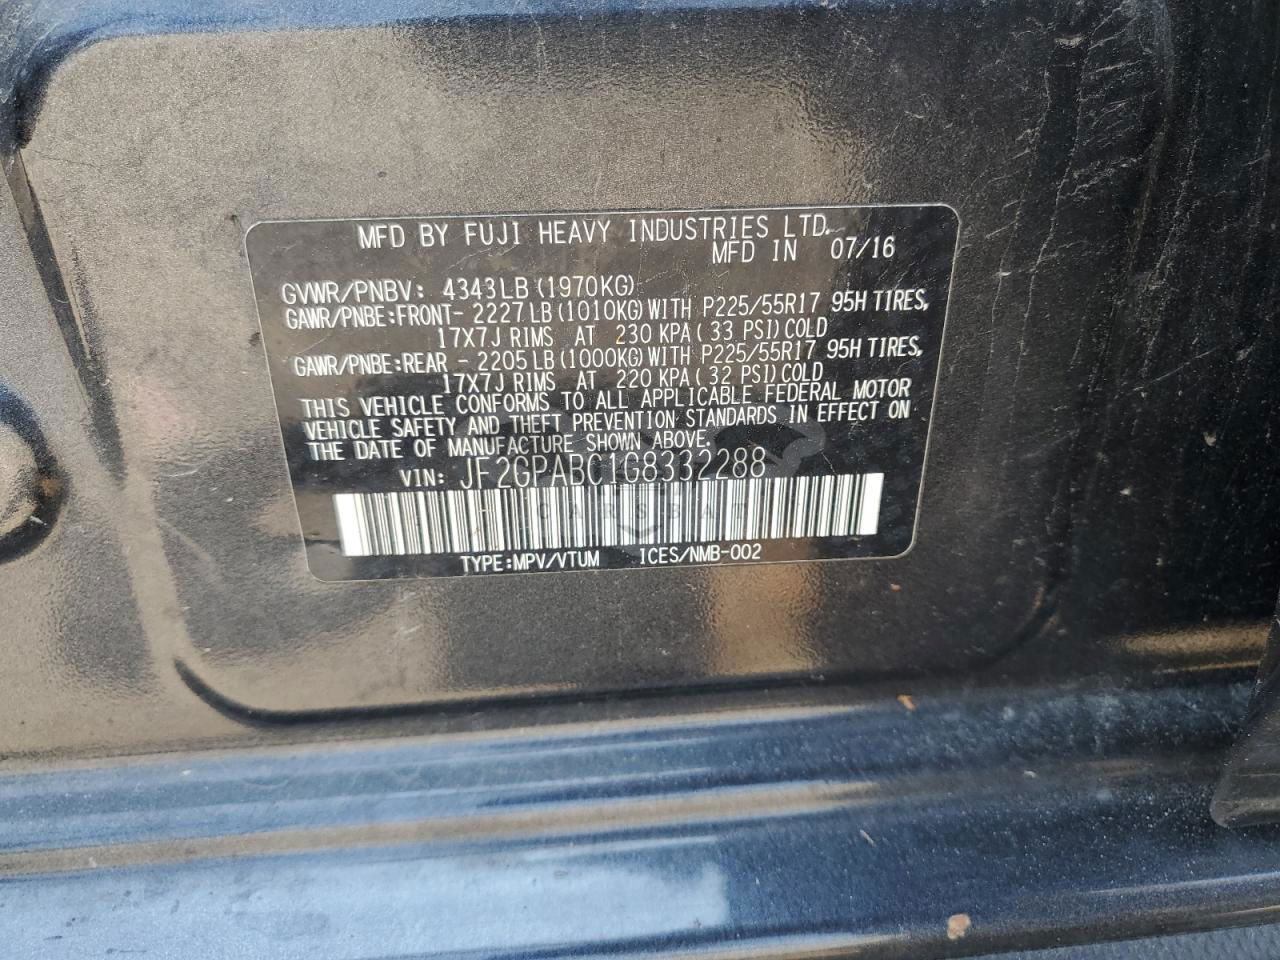 MFD BY FUJI HEAVY INDUSTRIES LTD.
MFD IN 07/16
GVWR/PNBV: 4343LB (1970KG)
GAWR/PNBE:FRONT- 2227LB (1010KG) WITH P225/55R17 95H TIRES,
17X7J RIMS AT 230 KPA ( 33 PSI) COLD
GAWR/PNBE:REAR - 2205LB (1000KG) WITH P225/55R17 95H TIRES,
17X7J RIMS AT 220 KPA ( 32 PSI) COLD
THIS VEHICLE CONFORMS TO ALL APPLICABLE FEDERAL MOTOR
VEHICLE SAFETY AND THEFT PREVENTION STANDARDS IN EFFECT ON
THE DATE OF MANUFACTURE SHOWN ABOVE.
VIN: JF2GPABC1G8332288
CARSBAT
TYPE:MPV/VTUM ICES/NMB-002